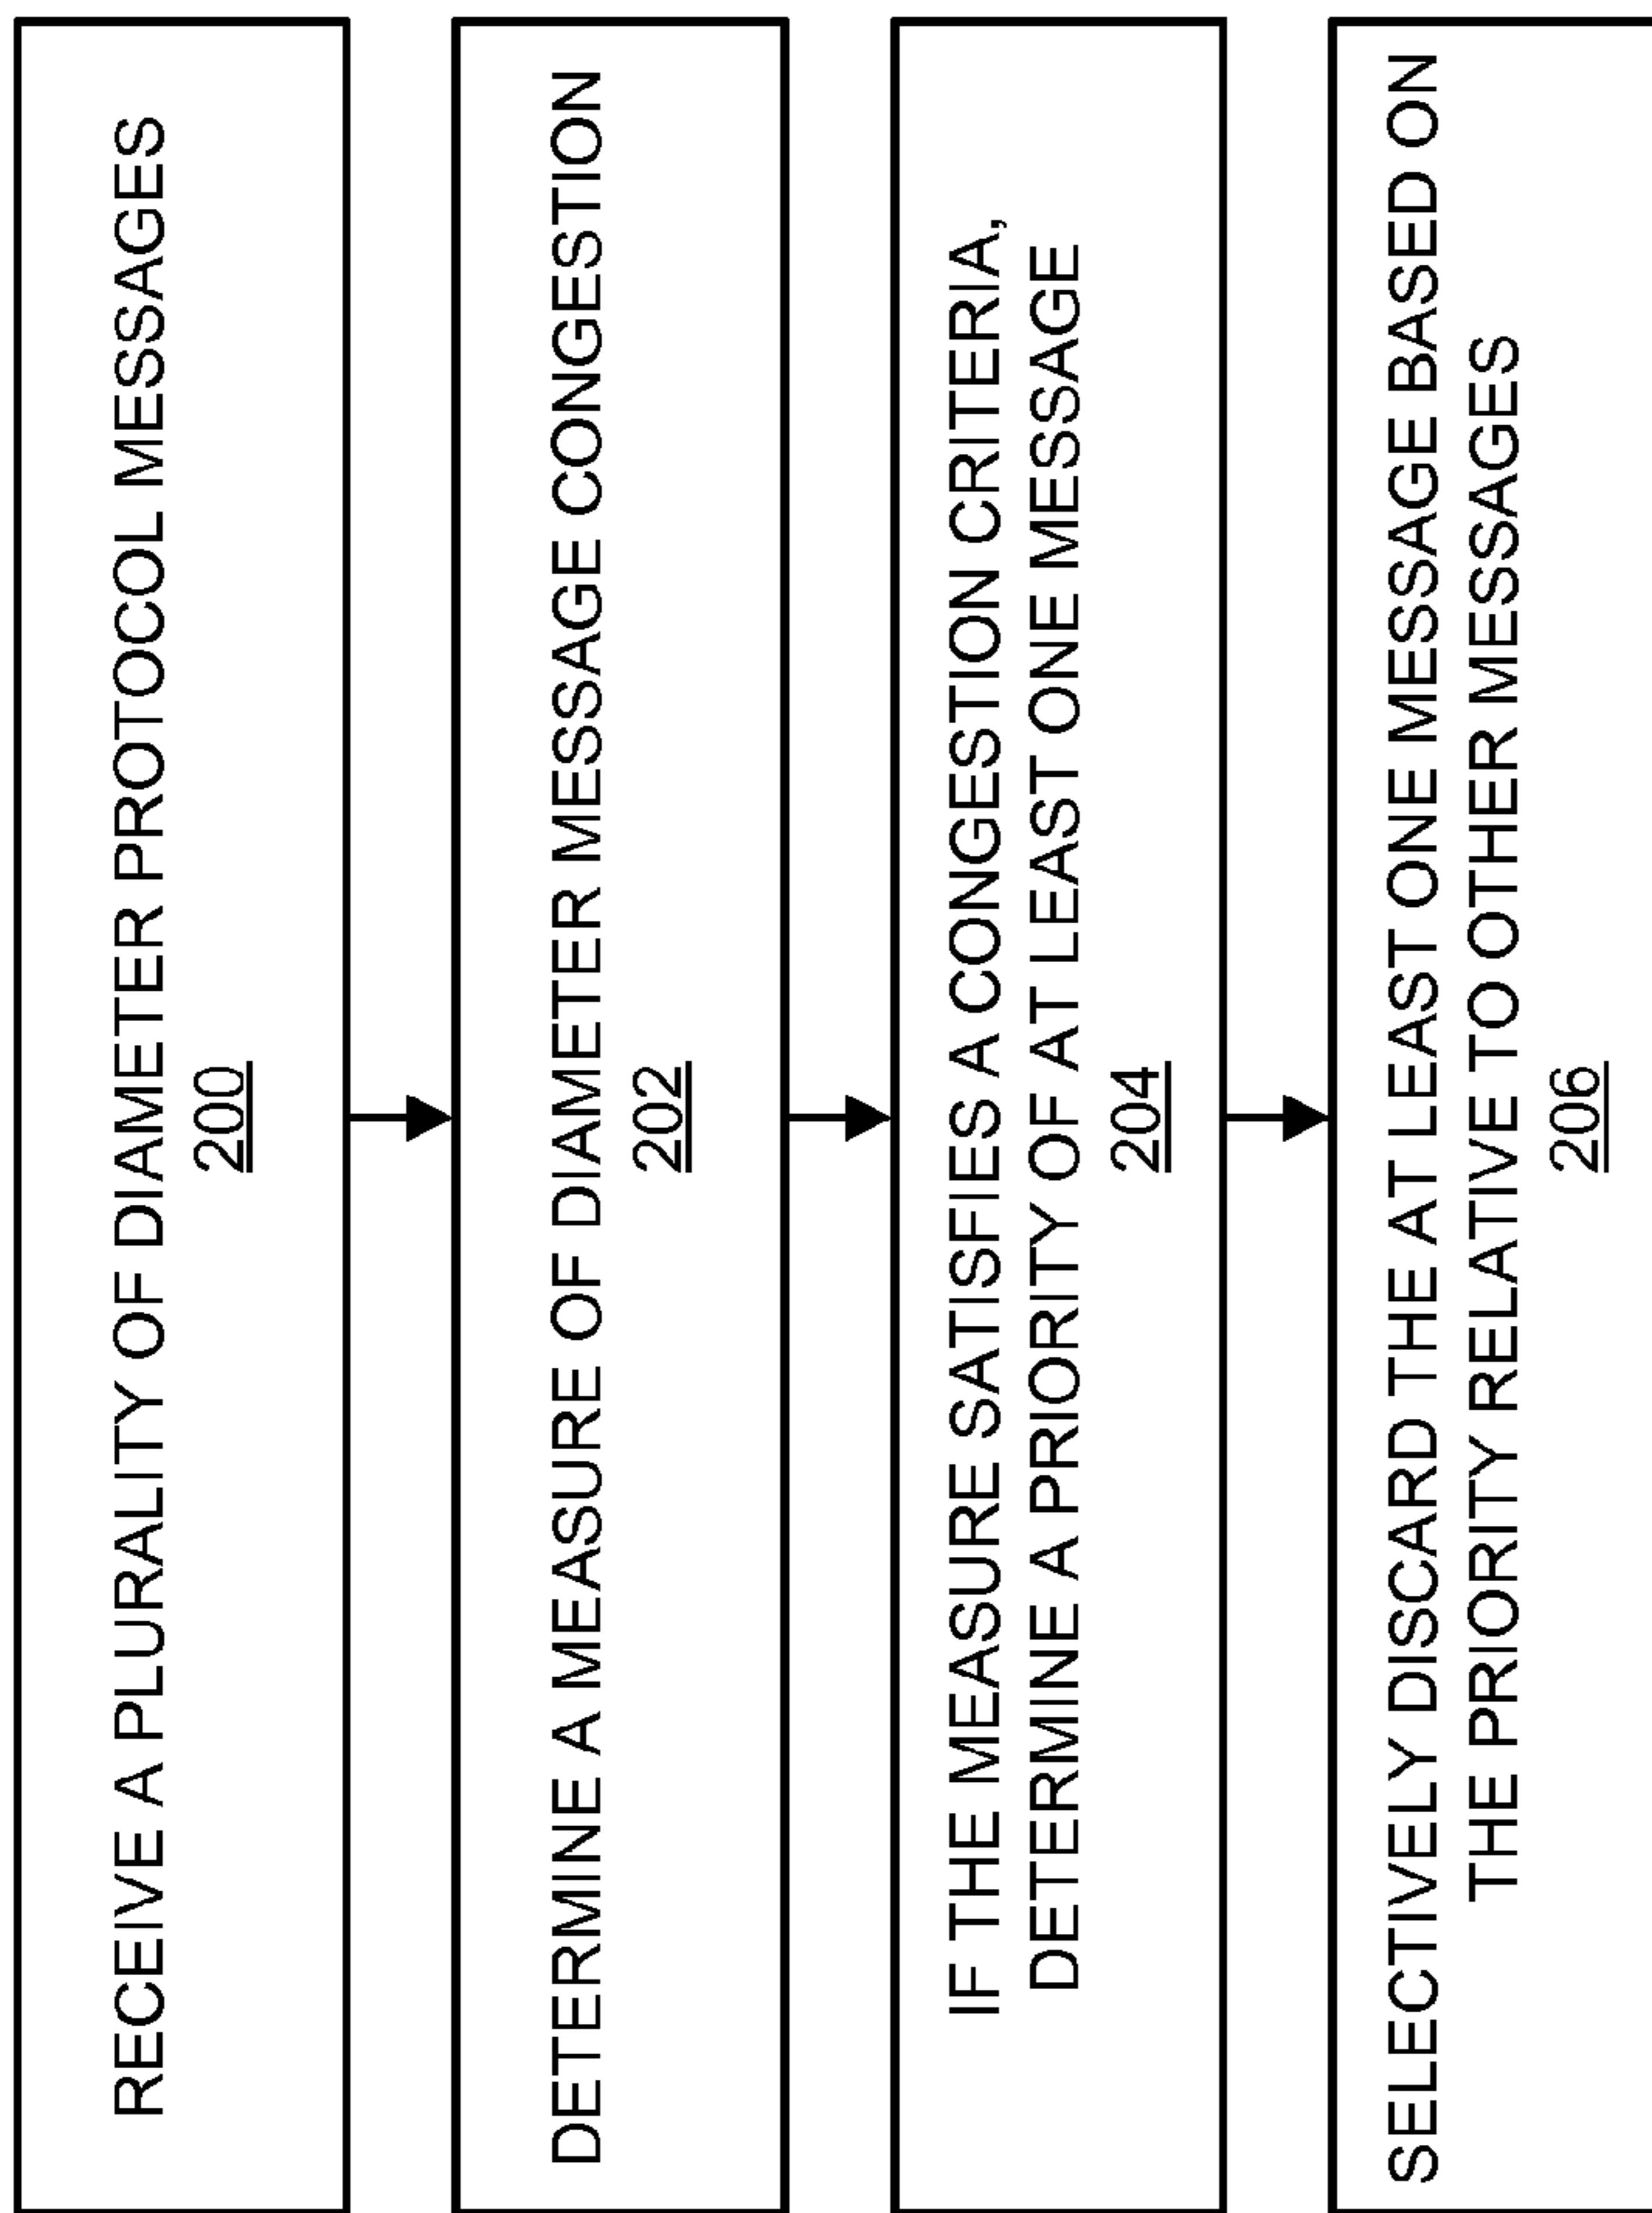 RECEIVE A PLURALITY OF DIAMETER PROTOCOL MESSAGES
200
DETERMINE A MEASURE OF DIAMETER MESSAGE CONGESTION
202
IF THE MEASURE SATISFIES A CONGESTION CRITERIA,
DETERMINE A PRIORITY OF AT LEAST ONE MESSAGE
204
SELECTIVELY DISCARD THE AT LEAST ONE MESSAGE BASED ON
THE PRIORITY RELATIVE TO OTHER MESSAGES
206